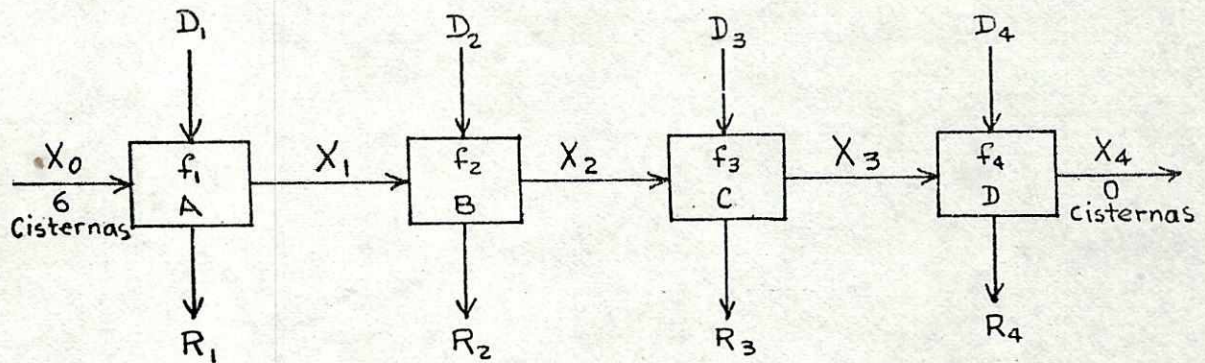 D₁ D₂ D₃ D₄
X₀ f₁ X₁ f₂ X₂ f₃ X₃ f₄ X₄
6 A B C D 0
Cisternas Cisternas
R₁ R₂ R₃ R₄